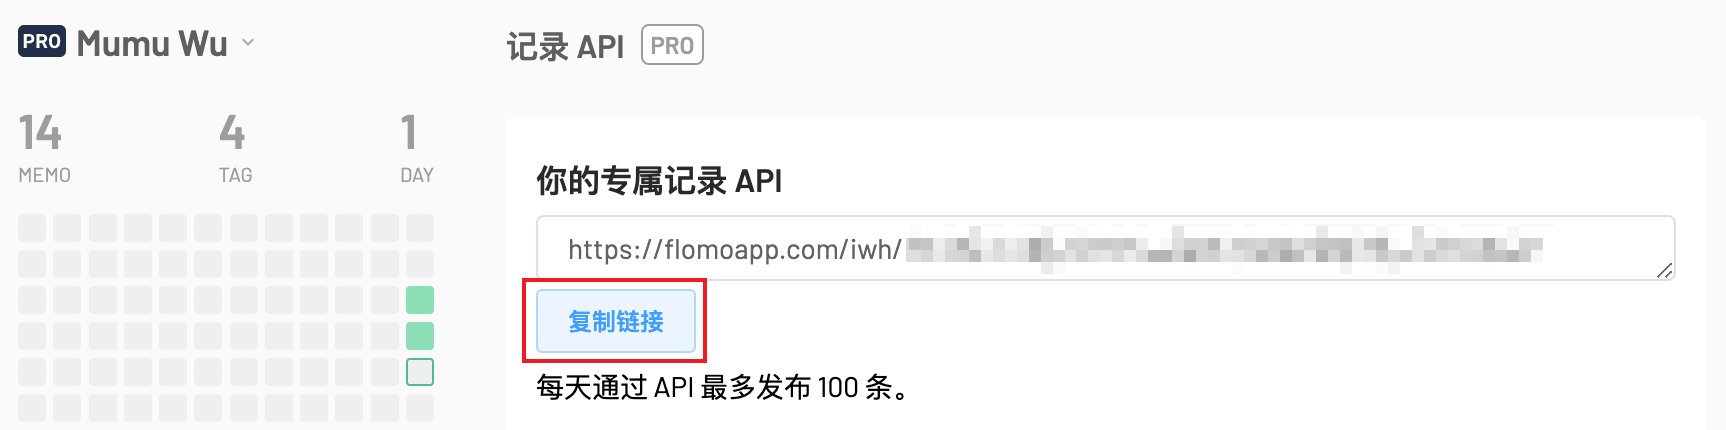 PRO Mumu Wu
14 4 1
MEMO TAG DAY
记录 API PRO
你的专属记录 API
https://flomoapp.com/iwh/
复制链接
每天通过 API 最多发布 100 条。